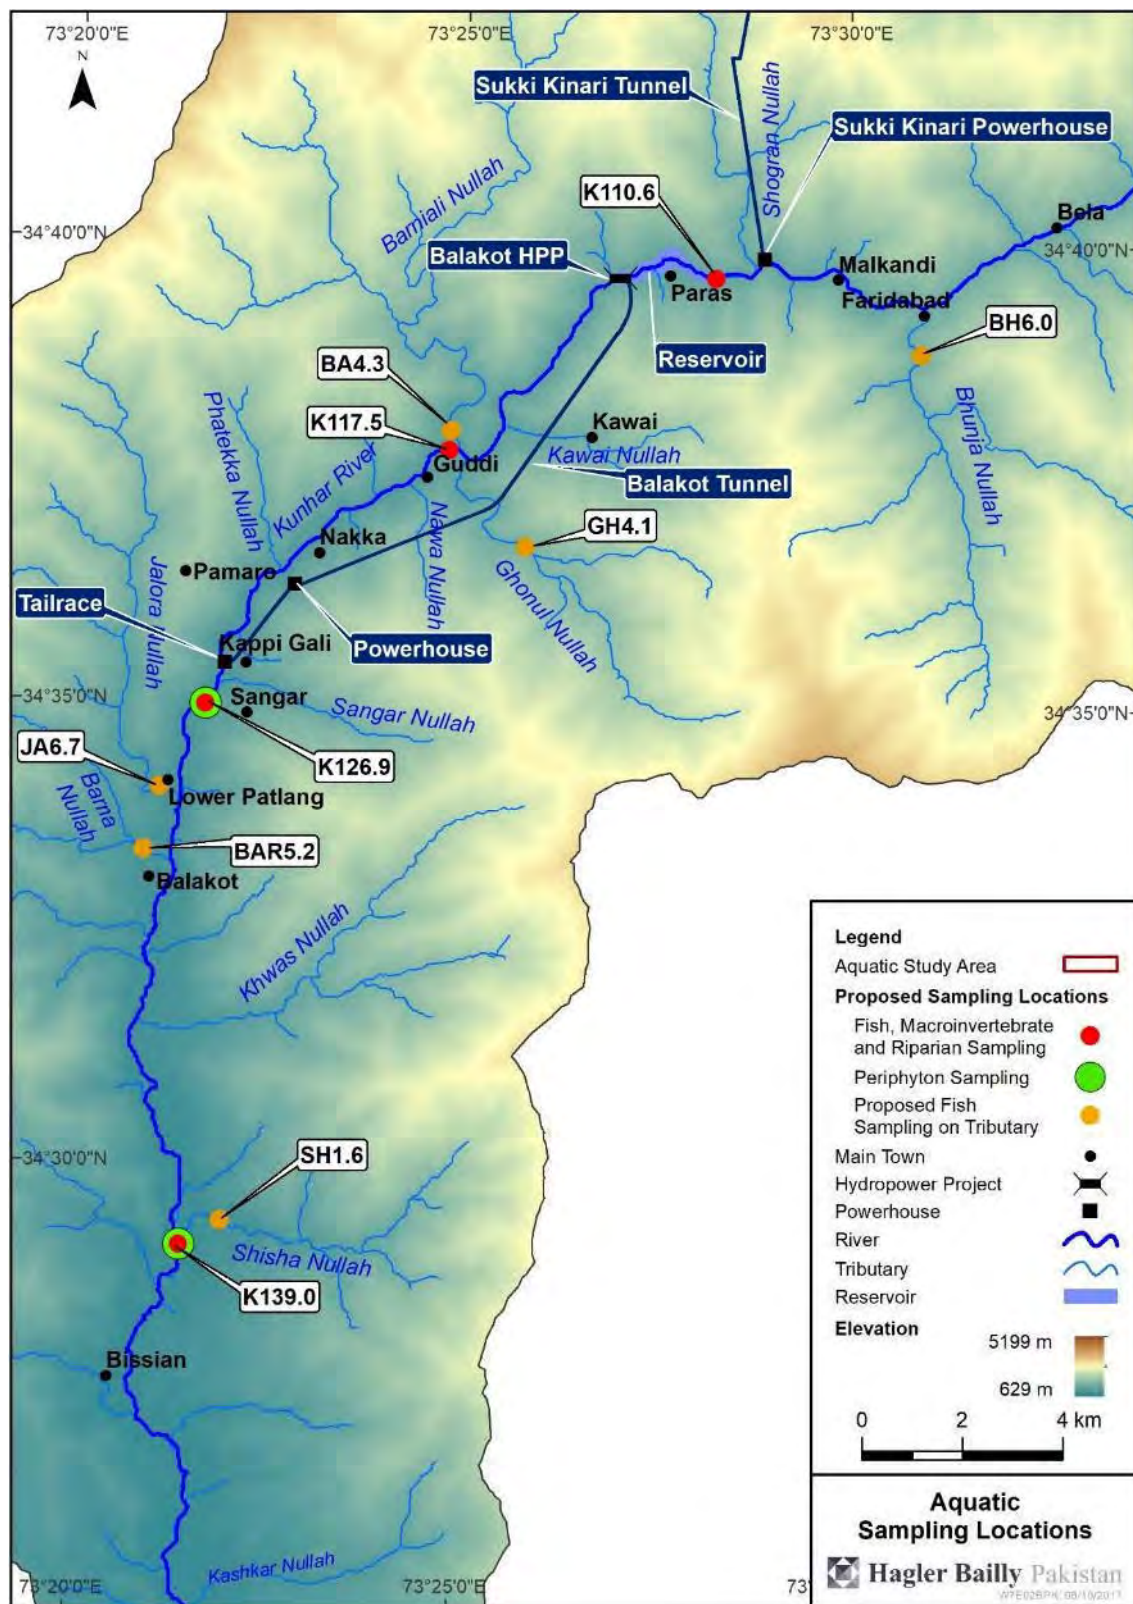 73°20'0"E
73°25'0"E
73°30'0"E
N
Sukki Kinari Tunnel
Shogran Nullah
Sukki Kinari Powerhouse
Barniali Nullah
K110.6
Bela
34°40'0"N
34°40'0"N
Balakot HPP
Malkandi
Paras
Faridabad
BH6.0
Reservoir
BA4.3
K117.5
Phatekka Nullah
Kunhar River
Guddi
Kawai
Kawai Nullah
Bhunja Nullah
Balakot Tunnel
Nawa Nullah
GH4.1
Nakka
Ghonul Nullah
Jalora Nullah
Pamaro
Tailrace
Kappi Gali
Powerhouse
34°35'0"N
34°35'0"N
Sangar
Sangar Nullah
JA6.7
K126.9
Barna
Nullah
Lower Patlang
BAR5.2
Balakot
Khwas Nullah
34°30'0"N
SH1.6
Shisha Nullah
K139.0
Bissian
Kashkar Nullah
73°20'0"E
73°25'0"E
Legend
Aquatic Study Area
Proposed Sampling Locations
Fish, Macroinvertebrate
and Riparian Sampling
Periphyton Sampling
Proposed Fish
Sampling on Tributary
Main Town
Hydropower Project
Powerhouse
River
Tributary
Reservoir
Elevation
5199 m
629 m
0 2 4 km
Aquatic
Sampling Locations
Hagler Bailly Pakistan